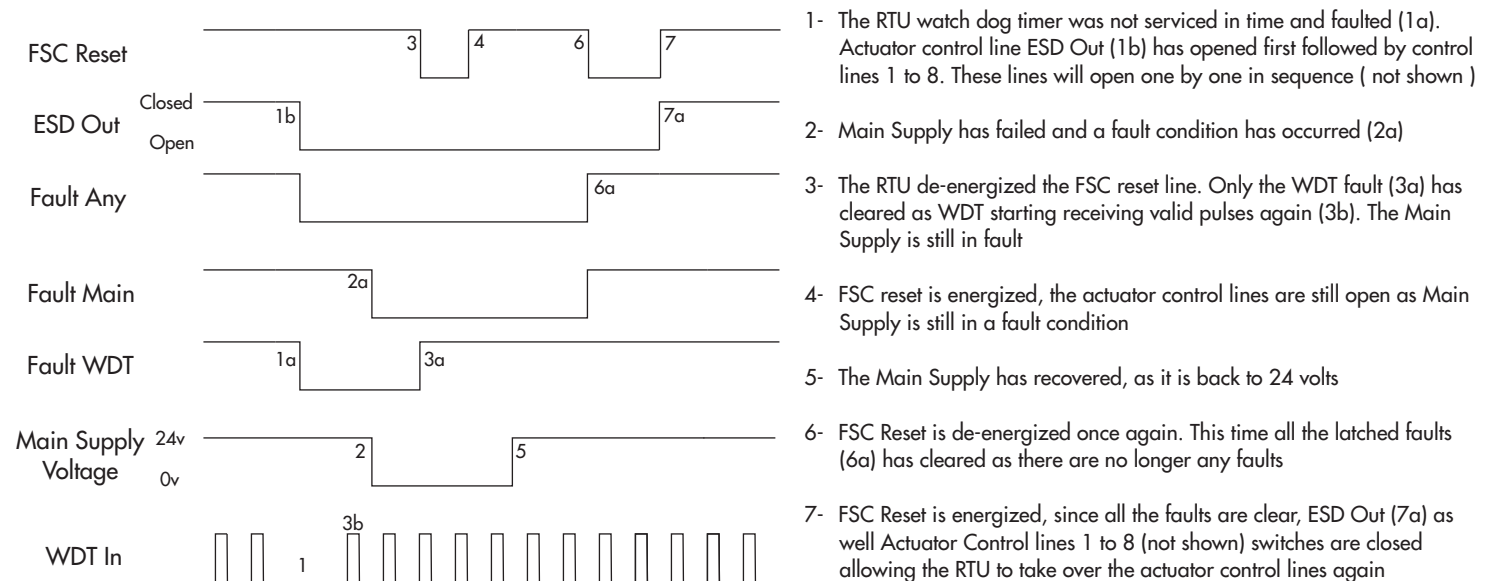 FSC Reset
3
4
6
7
ESD Out
Closed
Open
1b
7a
Fault Any
6a
Fault Main
2a
Fault WDT
1a
3a
Main Supply
Voltage
24v
0v
2
5
WDT In
1
3b
1- The RTU watch dog timer was not serviced in time and faulted (1a).
Actuator control line ESD Out (1b) has opened first followed by control
lines 1 to 8. These lines will open one by one in sequence ( not shown )
2- Main Supply has failed and a fault condition has occurred (2a)
3- The RTU de-energized the FSC reset line. Only the WDT fault (3a) has
cleared as WDT starting receiving valid pulses again (3b). The Main
Supply is still in fault
4- FSC reset is energized, the actuator control lines are still open as Main
Supply is still in a fault condition
5- The Main Supply has recovered, as it is back to 24 volts
6- FSC Reset is de-energized once again. This time all the latched faults
(6a) has cleared as there are no longer any faults
7- FSC Reset is energized, since all the faults are clear, ESD Out (7a) as
well Actuator Control lines 1 to 8 (not shown) switches are closed
allowing the RTU to take over the actuator control lines again